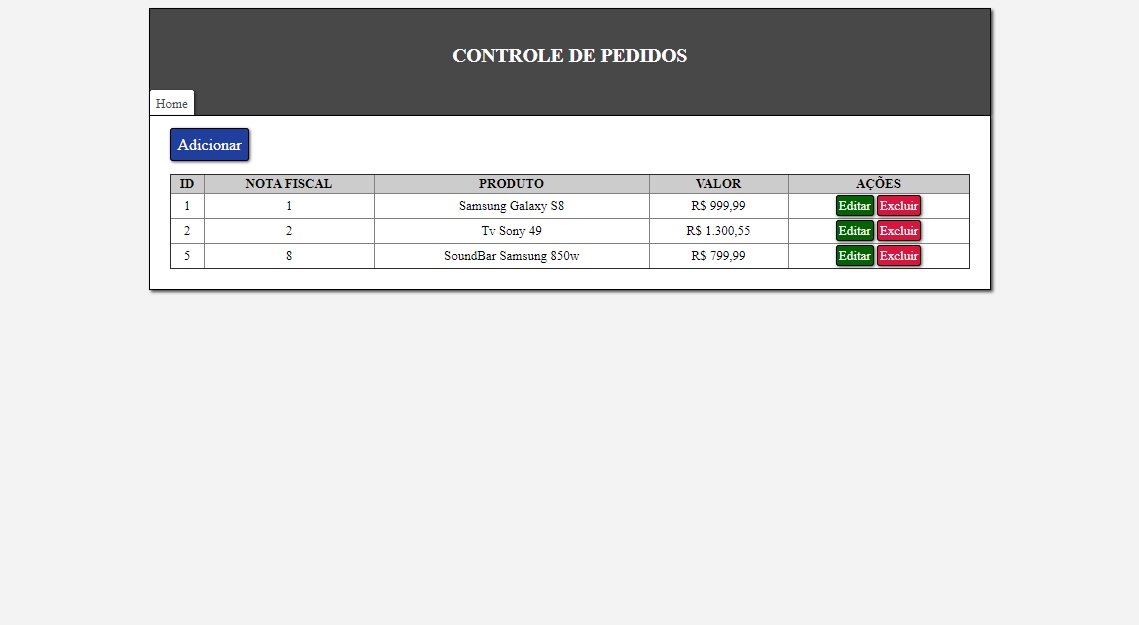 CONTROLE DE PEDIDOS
Home
Adicionar
ID NOTA FISCAL PRODUTO VALOR AÇÕES
1 1 Samsung Galaxy S8 R$ 999,99 Editar Excluir
2 2 Tv Sony 49 R$ 1.300,55 Editar Excluir
5 8 SoundBar Samsung 850w R$ 799,99 Editar Excluir